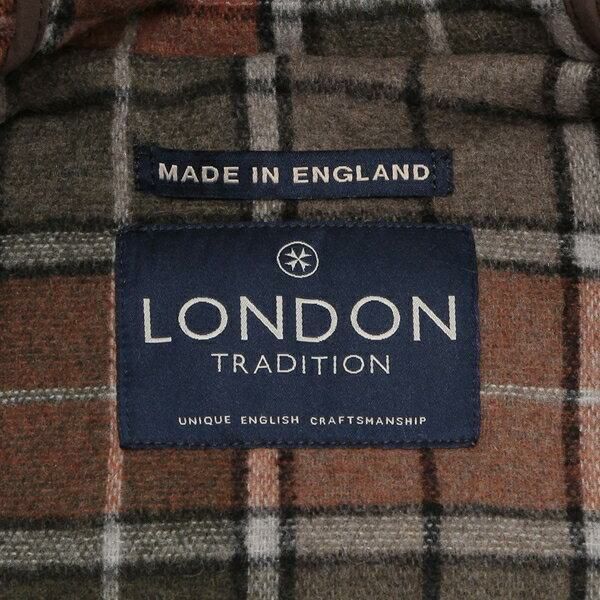 MADE IN ENGLAND
LONDON
TRADITION
UNIQUE ENGLISH CRAFTSMANSHIP